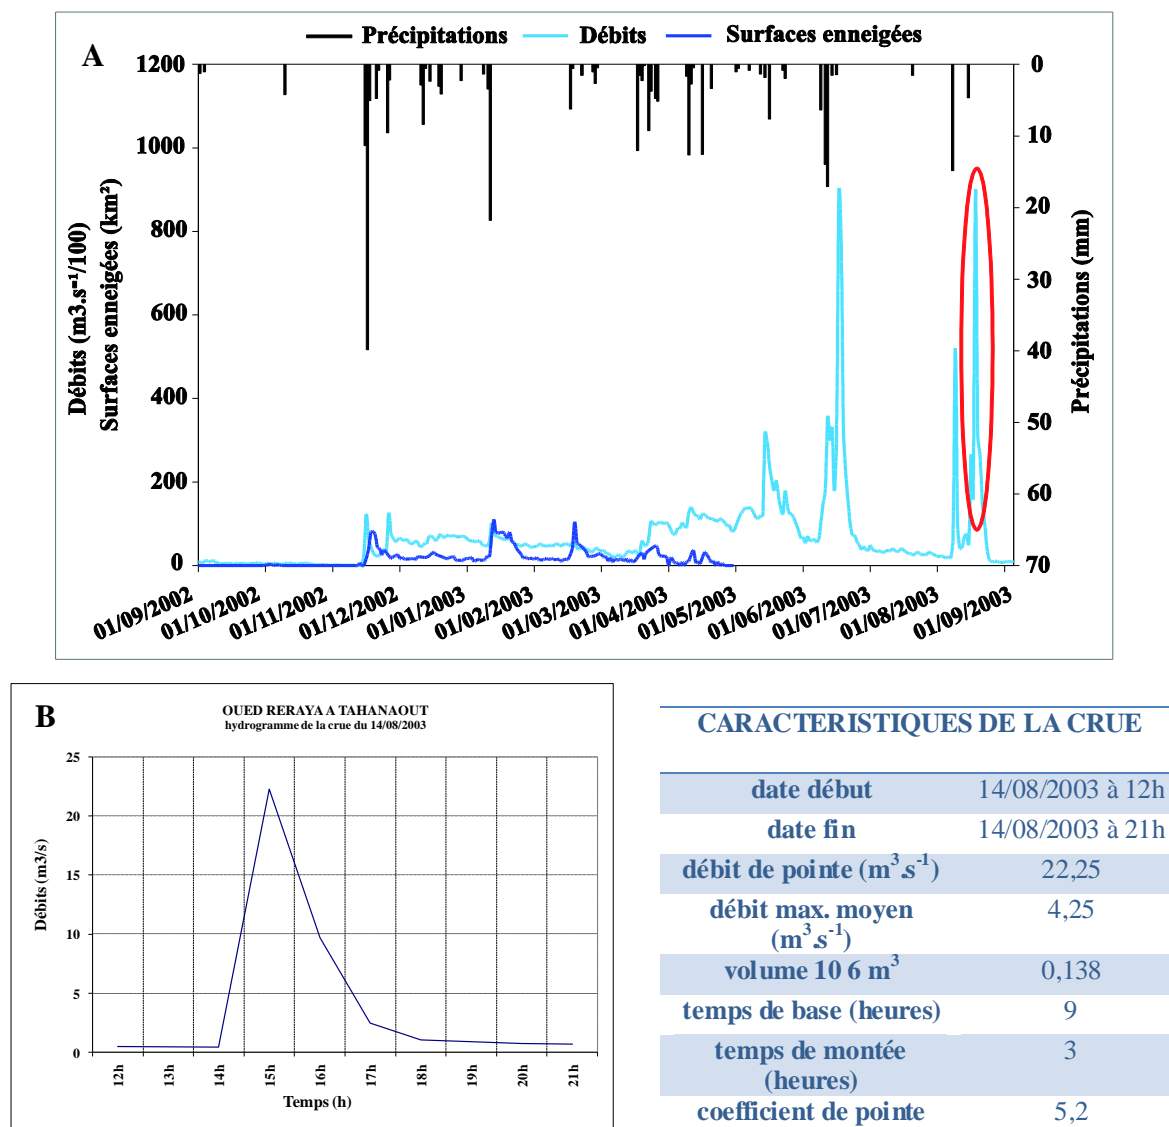 A
Précipitations Débits Surfaces enneigées
1200
1000
800
600
400
200
0
Débits (m3.s⁻¹/100)
Surfaces enneigées (km²)
0
10
20
30
40
50
60
70
Précipitations (mm)
01/09/2002
01/10/2002
01/11/2002
01/12/2002
01/01/2003
01/02/2003
01/03/2003
01/04/2003
01/05/2003
01/06/2003
01/07/2003
01/08/2003
01/09/2003
B
OUED RERAYA A TAHANAOUT
hydrogramme de la crue du 14/08/2003
25
20
15
10
5
0
Débits (m3/s)
12h
13h
14h
15h
16h
17h
18h
19h
20h
21h
Temps (h)
CARACTERISTIQUES DE LA CRUE
date début 14/08/2003 à 12h
date fin 14/08/2003 à 21h
débit de pointe (m³.s⁻¹) 22,25
débit max. moyen 4,25
(m³.s⁻¹)
volume 10 6 m³ 0,138
temps de base (heures) 9
temps de montée 3
(heures)
coefficient de pointe 5,2